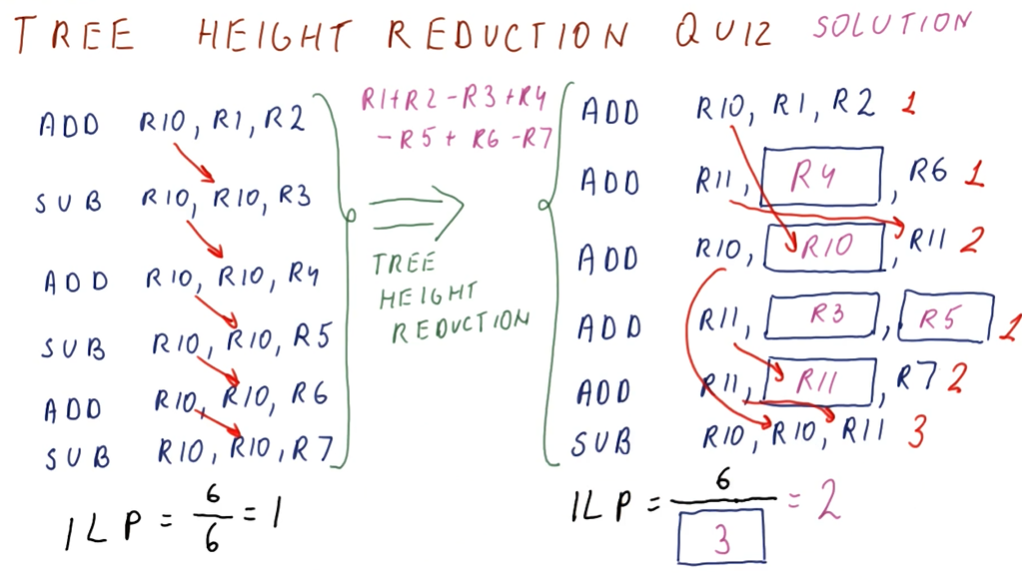 TREE HEIGHT REDUCTION QUIZ SOLUTION
ADD R10, R1, R2
SUB R10, R10, R3
ADD R10, R10, R4
SUB R10, R10, R5
ADD R10, R10, R6
SUB R10, R10, R7
ILP = 6/6 = 1
R1+R2-R3+R4
-R5+R6-R7
TREE
HEIGHT
REDUCTION
ADD R10, R1, R2 1
ADD R11, R4, R6 1
ADD R10, R10, R11 2
ADD R11, R3, R5 1
ADD R11, R11, R7 2
SUB R10, R10, R11 3
ILP = 6/3 = 2